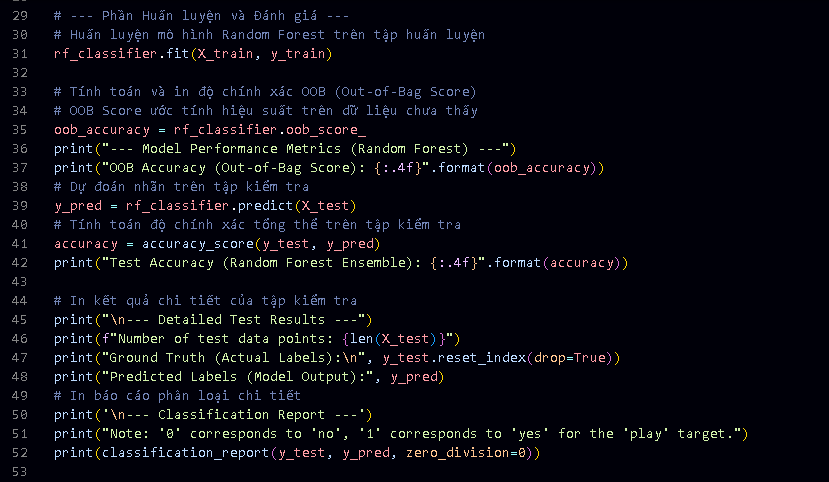 29 # --- Phần Huấn luyện và Đánh giá ---
30 # Huấn luyện mô hình Random Forest trên tập huấn luyện
31 rf_classifier.fit(X_train, y_train)
32
33 # Tính toán và in độ chính xác OOB (Out-of-Bag Score)
34 # OOB Score ước tính hiệu suất trên dữ liệu chưa thấy
35 oob_accuracy = rf_classifier.oob_score_
36 print("--- Model Performance Metrics (Random Forest) ---")
37 print("OOB Accuracy (Out-of-Bag Score): {:.4f}".format(oob_accuracy))
38 # Dự đoán nhãn trên tập kiểm tra
39 y_pred = rf_classifier.predict(X_test)
40 # Tính toán độ chính xác tổng thể trên tập kiểm tra
41 accuracy = accuracy_score(y_test, y_pred)
42 print("Test Accuracy (Random Forest Ensemble): {:.4f}".format(accuracy))
43
44 # In kết quả chi tiết của tập kiểm tra
45 print("\n--- Detailed Test Results ---")
46 print(f"Number of test data points: {len(X_test)}")
47 print("Ground Truth (Actual Labels):\n", y_test.reset_index(drop=True))
48 print("Predicted Labels (Model Output):", y_pred)
49 # In báo cáo phân loại chi tiết
50 print('\n--- Classification Report ---')
51 print("Note: '0' corresponds to 'no', '1' corresponds to 'yes' for the 'play' target.")
52 print(classification_report(y_test, y_pred, zero_division=0))
53